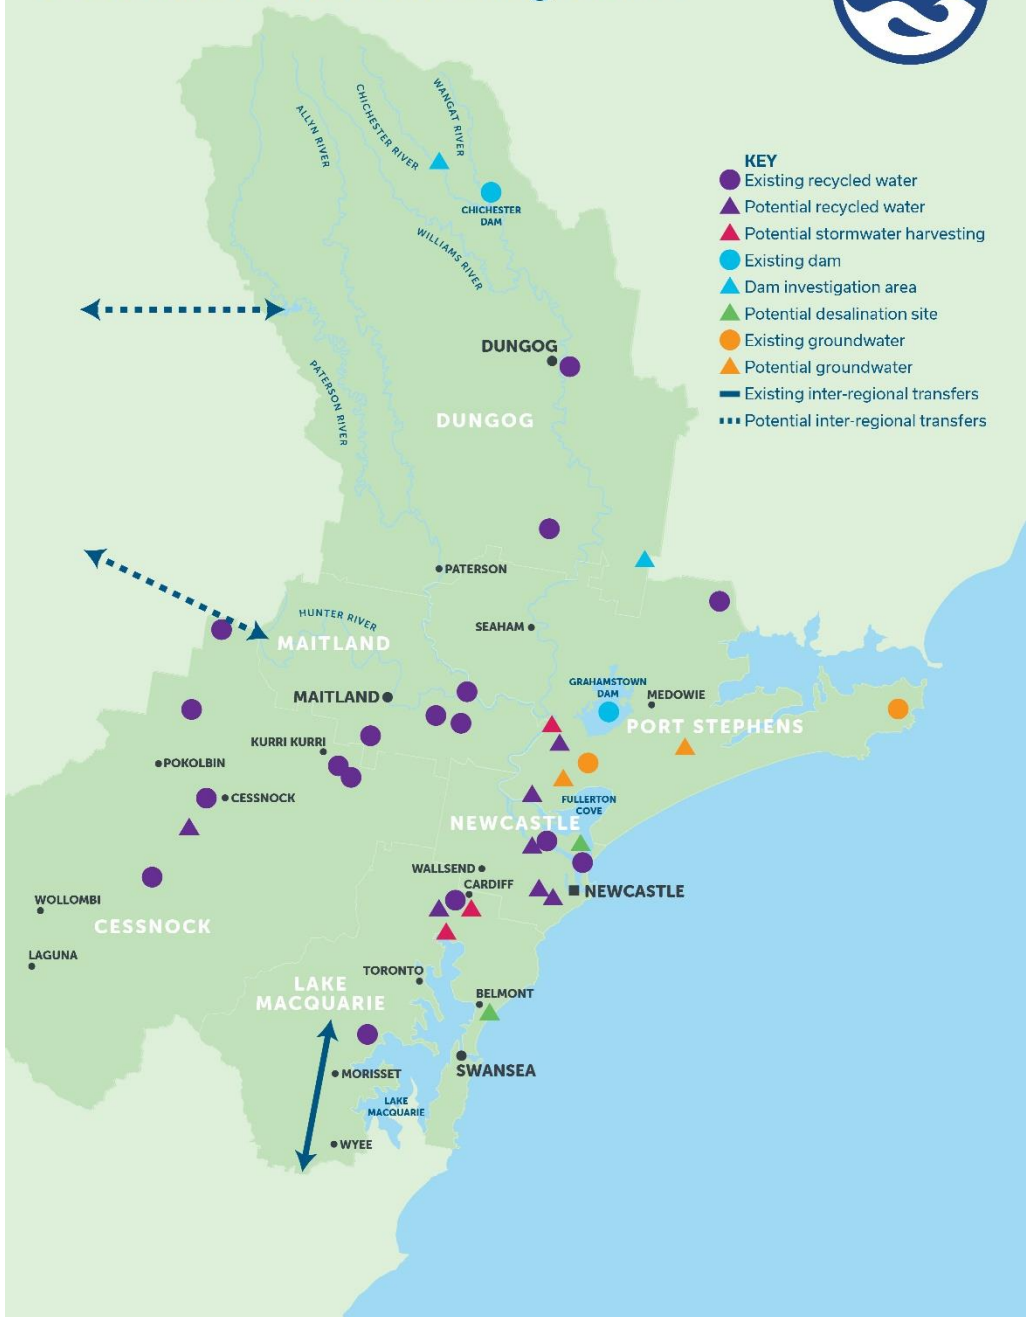 WANGAT RIVER
CHICHESTER RIVER
ALLYN RIVER
KEY
Existing recycled water
Potential recycled water
Potential stormwater harvesting
Existing dam
Dam investigation area
Potential desalination site
Existing groundwater
Potential groundwater
Existing inter-regional transfers
Potential inter-regional transfers
CHICHESTER
DAM
WILLIAMS RIVER
DUNGOG
PATERSON RIVER
DUNGOG
PATERSON
HUNTER RIVER
SEAHAM
MAITLAND
GRAHAMSTOWN
DAM
MEDOWIE
MAITLAND
PORT STEPHENS
KURRI KURRI
POKOLBIN
CESSNOCK
FULLERTON
COVE
NEWCASTLE
WALLSEND
CARDIFF
NEWCASTLE
WOLLOMBI
CESSNOCK
LAGUNA
TORONTO
LAKE
MACQUARIE
BELMONT
SWANSEA
MORISSET
LAKE
MACQUARIE
WYEE